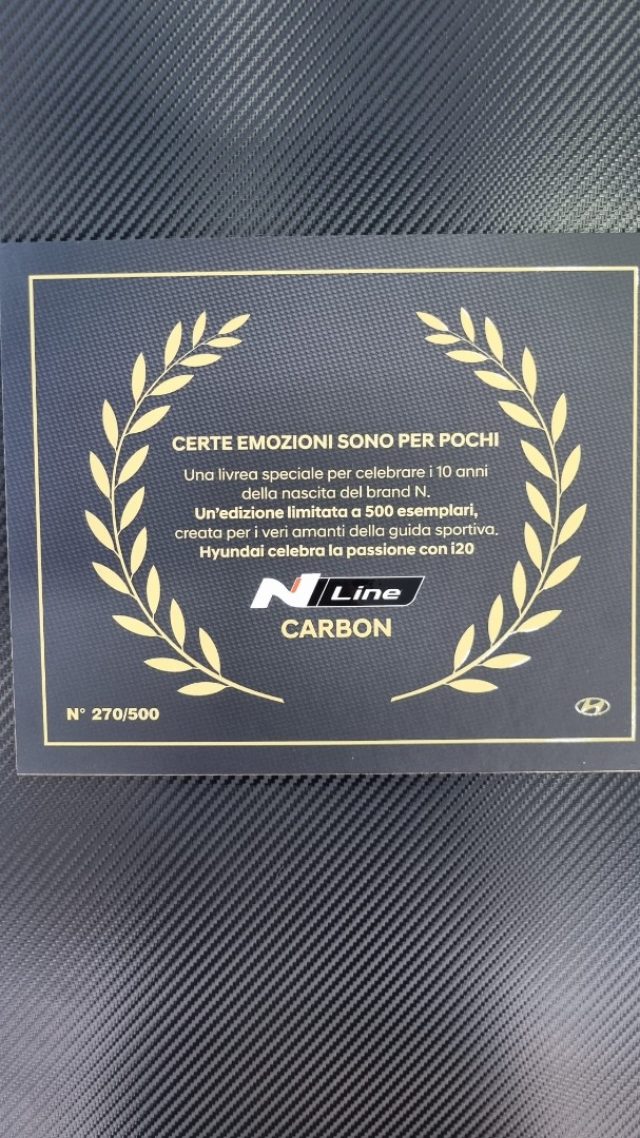 CERTE EMOZIONI SONO PER POCHI
Una livrea speciale per celebrare i 10 anni
della nascita del brand N.
Un'edizione limitata a 500 esemplari,
creata per i veri amanti della guida sportiva.
Hyundai celebra la passione con i20
N Line
CARBON
N° 270/500